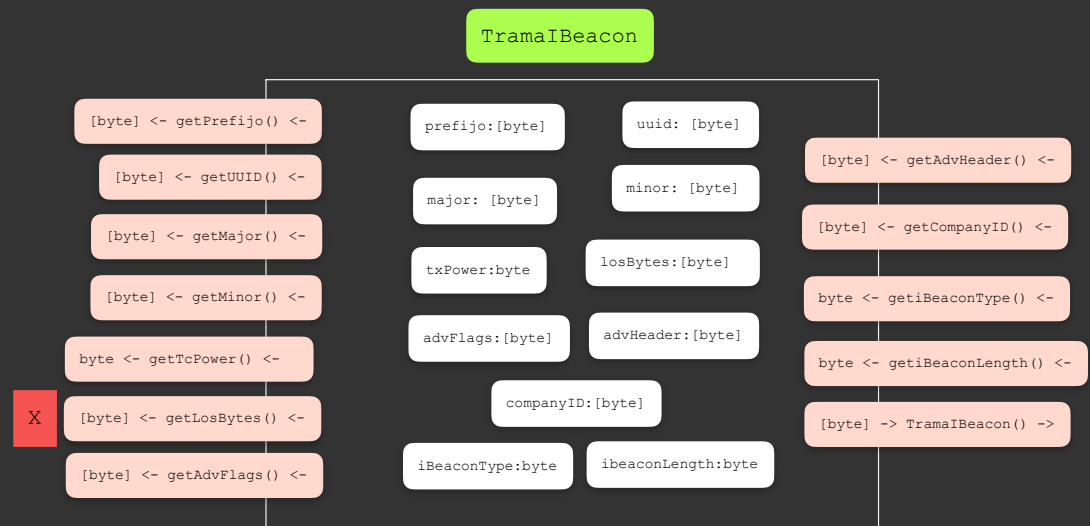 TramaIBeacon
[byte] <- getPrefijo() <-
[byte] <- getUUID() <-
[byte] <- getMajor() <-
[byte] <- getMinor() <-
byte <- getTcPower() <-
X
[byte] <- getLosBytes() <-
[byte] <- getAdvFlags() <-
prefijo:[byte]
uuid: [byte]
major: [byte]
minor: [byte]
txPower:byte
losBytes:[byte]
advFlags:[byte]
advHeader:[byte]
companyID:[byte]
iBeaconType:byte
ibeaconLength:byte
[byte] <- getAdvHeader() <-
[byte] <- getCompanyID() <-
byte <- getiBeaconType() <-
byte <- getiBeaconLength() <-
[byte] -> TramaIBeacon() ->